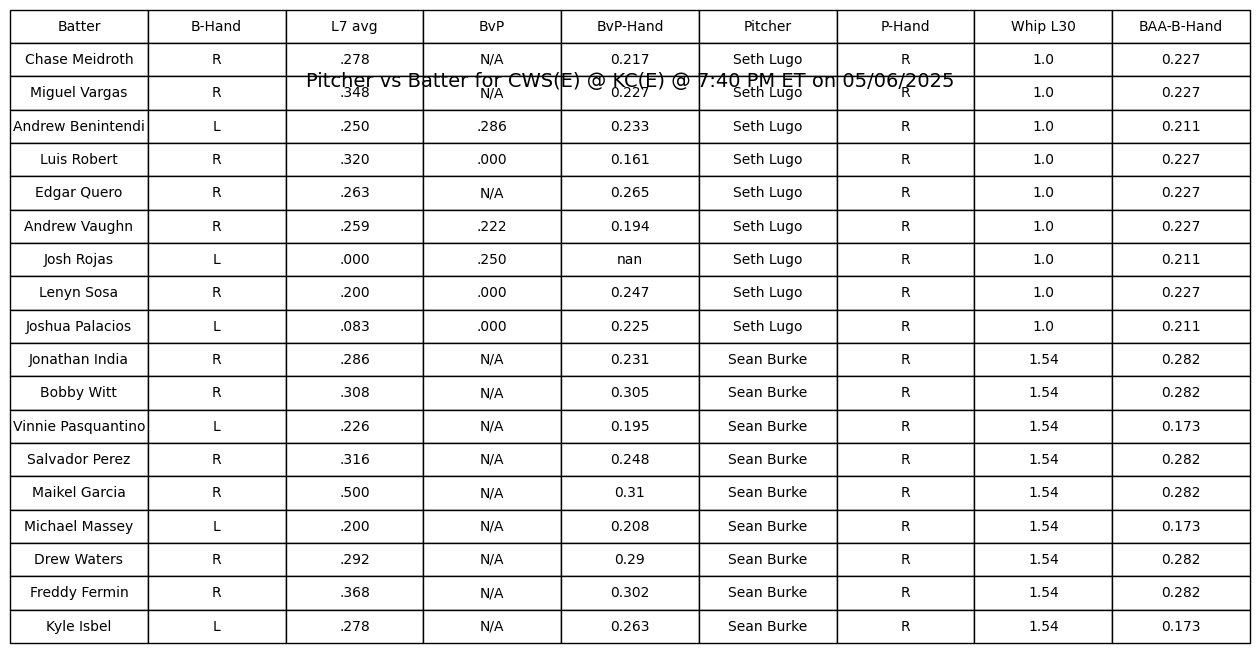 Batter B-Hand L7 avg BvP BvP-Hand Pitcher P-Hand Whip L30 BAA-B-Hand
Chase Meidroth R .278 N/A 0.217 Seth Lugo R 1.0 0.227
Pitcher vs Batter for CWS(E) @ KC(E) @ 7:40 PM ET on 05/06/2025
Miguel Vargas R .348 N/A 0.227 Seth Lugo R 1.0 0.227
Andrew Benintendi L .250 .286 0.233 Seth Lugo R 1.0 0.211
Luis Robert R .320 .000 0.161 Seth Lugo R 1.0 0.227
Edgar Quero R .263 N/A 0.265 Seth Lugo R 1.0 0.227
Andrew Vaughn R .259 .222 0.194 Seth Lugo R 1.0 0.227
Josh Rojas L .000 .250 nan Seth Lugo R 1.0 0.211
Lenyn Sosa R .200 .000 0.247 Seth Lugo R 1.0 0.227
Joshua Palacios L .083 .000 0.225 Seth Lugo R 1.0 0.211
Jonathan India R .286 N/A 0.231 Sean Burke R 1.54 0.282
Bobby Witt R .308 N/A 0.305 Sean Burke R 1.54 0.282
Vinnie Pasquantino L .226 N/A 0.195 Sean Burke R 1.54 0.173
Salvador Perez R .316 N/A 0.248 Sean Burke R 1.54 0.282
Maikel Garcia R .500 N/A 0.31 Sean Burke R 1.54 0.282
Michael Massey L .200 N/A 0.208 Sean Burke R 1.54 0.173
Drew Waters R .292 N/A 0.29 Sean Burke R 1.54 0.282
Freddy Fermin R .368 N/A 0.302 Sean Burke R 1.54 0.282
Kyle Isbel L .278 N/A 0.263 Sean Burke R 1.54 0.173